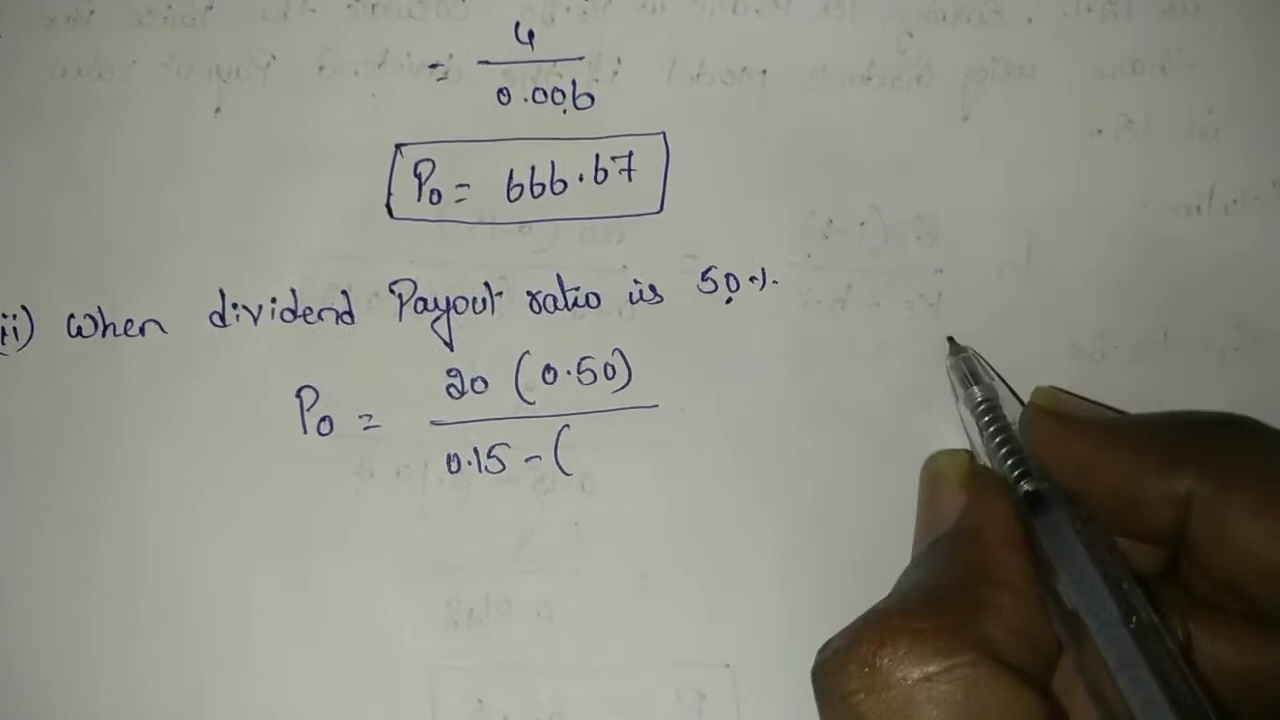 = 4
0.006
P0 = 666.67
(ii) When dividend Payout ratio is 50%.
P0 = 20 (0.50)
0.15 - (